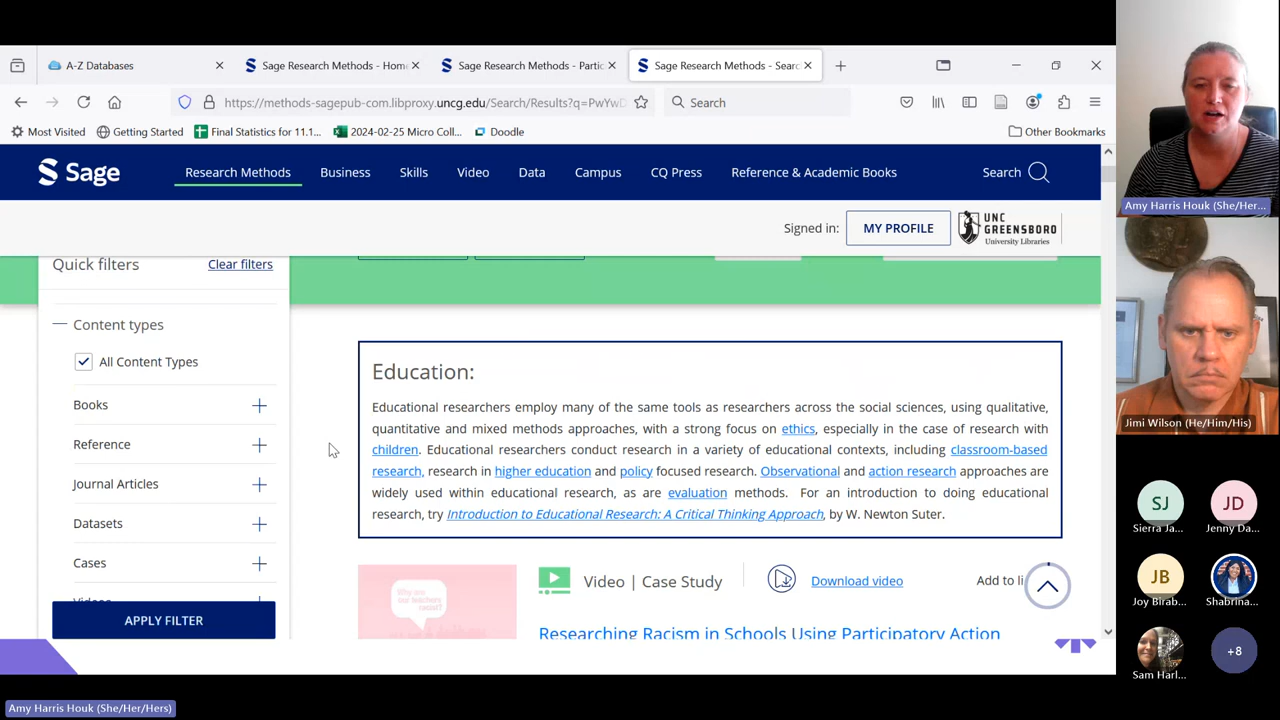 A-Z Databases
Sage Research Methods - Hom
Sage Research Methods - Partic
Sage Research Methods - Searc
https://methods-sagepub-com.libproxy.uncg.edu/Search/Results?q=PwYwD
Search
Most Visited
Getting Started
Final Statistics for 11.1...
2024-02-25 Micro Coll...
Doodle
Other Bookmarks
Sage
Research Methods
Business
Skills
Video
Data
Campus
CQ Press
Reference & Academic Books
Search
Signed in:
MY PROFILE
UNC
GREENSBORO
University Libraries
Quick filters
Clear filters
Content types
All Content Types
Books
Reference
Journal Articles
Datasets
Cases
APPLY FILTER
Education:
Educational researchers employ many of the same tools as researchers across the social sciences, using qualitative,
quantitative and mixed methods approaches, with a strong focus on ethics, especially in the case of research with
children. Educational researchers conduct research in a variety of educational contexts, including classroom-based
research, research in higher education and policy focused research. Observational and action research approaches are
widely used within educational research, as are evaluation methods. For an introduction to doing educational
research, try Introduction to Educational Research: A Critical Thinking Approach, by W. Newton Suter.
Video | Case Study
Download video
Add to li
Researching Racism in Schools Using Participatory Action
Amy Harris Houk (She/Her...
Jimi Wilson (He/Him/His)
SJ
Sierra Ja...
JD
Jenny Da...
JB
Joy Birab...
Shabrina...
Sam Harl...
+8
Amy Harris Houk (She/Her/Hers)